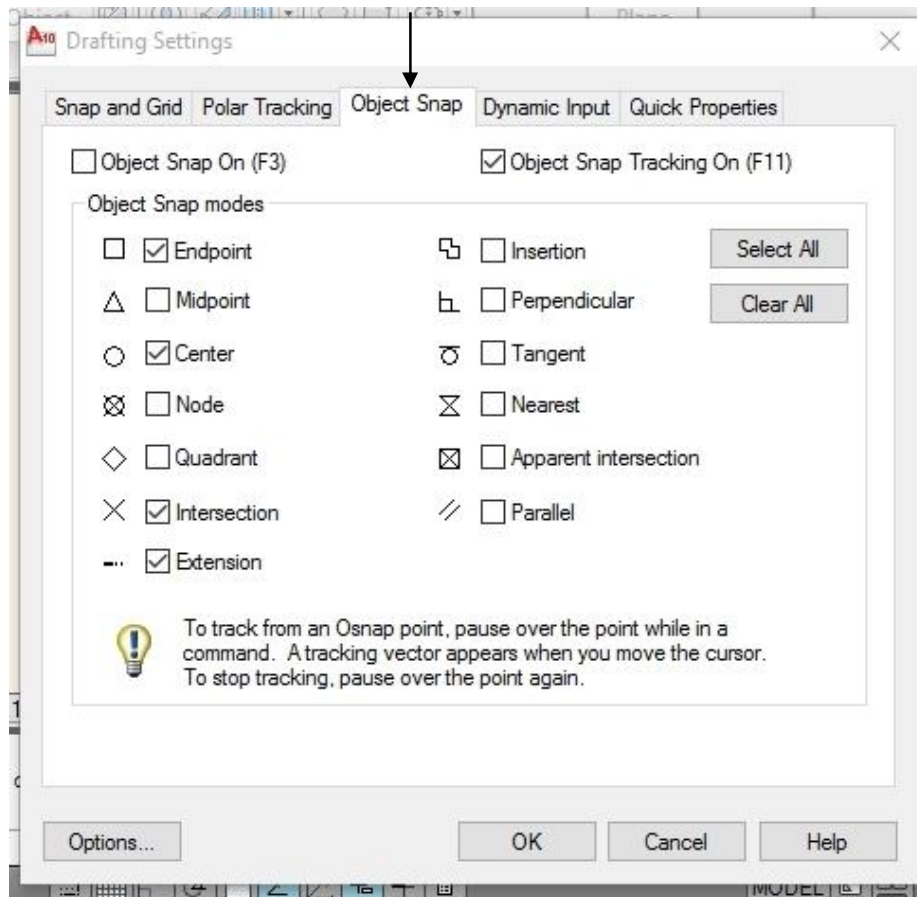 A10 Drafting Settings
Snap and Grid Polar Tracking Object Snap Dynamic Input Quick Properties
Object Snap On (F3) Object Snap Tracking On (F11)
Object Snap modes
Endpoint Insertion Select All
Midpoint Perpendicular Clear All
Center Tangent
Node Nearest
Quadrant Apparent intersection
Intersection Parallel
Extension
To track from an Osnap point, pause over the point while in a
command. A tracking vector appears when you move the cursor.
To stop tracking, pause over the point again.
Options... OK Cancel Help
MODEL